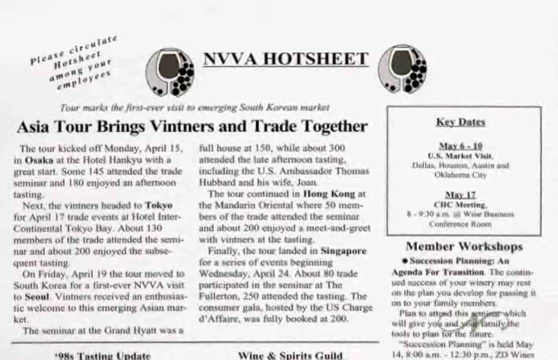 Please circulate
Hotsheet
among your
employees
NVVA HOTSHEET
Tour marks the first-ever visit to emerging South Korean market
Asia Tour Brings Vintners and Trade Together
The tour kicked off Monday, April 15,
in Osaka at the Hotel Hankyu with a
great start. Some 145 attended the trade
seminar and 180 enjoyed an afternoon
tasting.
Next, the vintners headed to Tokyo
for April 17 trade events at Hotel Inter-
Continental Tokyo Bay. About 130
members of the trade attended the semi-
nar and about 200 enjoyed the subse-
quent tasting.
On Friday, April 19 the tour moved to
South Korea for a first-ever NVVA visit
to Seoul. Vintners received an enthusias-
tic welcome to this emerging Asian mar-
ket.
The seminar at the Grand Hyatt was a
full house at 150, while about 300
attended the late afternoon tasting,
including the U.S. Ambassador Thomas
Hubbard and his wife, Joan.
The tour continued in Hong Kong at
the Mandarin Oriental where 50 mem-
bers of the trade attended the seminar
and about 200 enjoyed a meet-and-greet
with vintners at the tasting.
Finally, the tour landed in Singapore
for a series of events beginning
Wednesday, April 24. About 80 trade
participated in the seminar at The
Fullerton, 250 attended the tasting. The
consumer gala, hosted by the US Charge
d'Affaire, was fully booked at 200.
Key Dates
May 6 - 10
U.S. Market Visit,
Dallas, Houston, Austin and
Oklahoma City
May 17
CHC Meeting,
8 - 9:30 a.m. @ Wine Business
Conference Room
Member Workshops
● Succession Planning: An
Agenda For Transition. The contin-
ued success of your winery may rest
on the plan you develop for passing it
on to your family members.
Plan to attend this seminar which
will give you and your family the
tools to plan for the future.
"Succession Planning" is held May
14, 8:00 a.m. - 12:30 p.m., ZD Wines
'98s Tasting Update
Wine & Spirits Guild